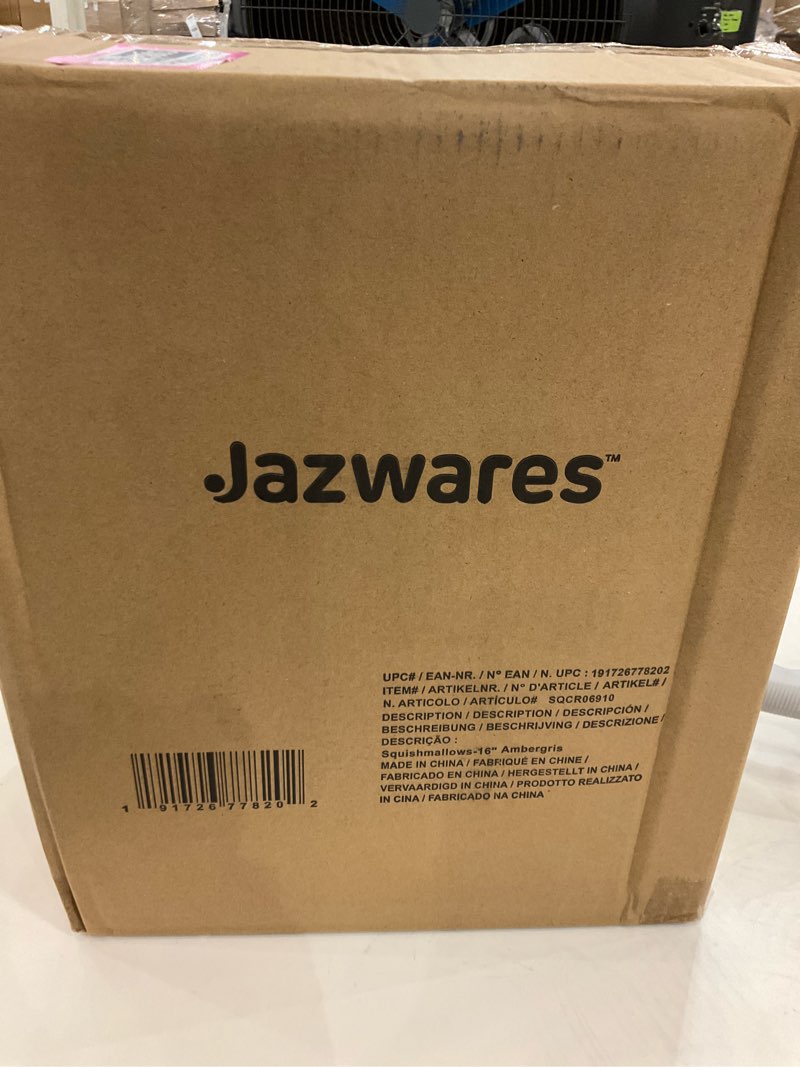 Jazwares™
UPC# / EAN-NR. / N° EAN / N. UPC : 191726778202
ITEM# / ARTIKELNR. / N° D'ARTICLE / ARTIKEL# /
N. ARTICOLO / ARTÍCULO# SQCR06910
DESCRIPTION / DESCRIPTION / DESCRIPCIÓN /
BESCHREIBUNG / BESCHRIJVING / DESCRIZIONE /
DESCRIÇÃO :
Squishmallows-16" Ambergris
MADE IN CHINA / FABRIQUÉ EN CHINE /
FABRICADO EN CHINA / HERGESTELLT IN CHINA /
VERVAARDIGD IN CHINA / PRODOTTO REALIZZATO
IN CINA / FABRICADO NA CHINA
1 91726 77820 2